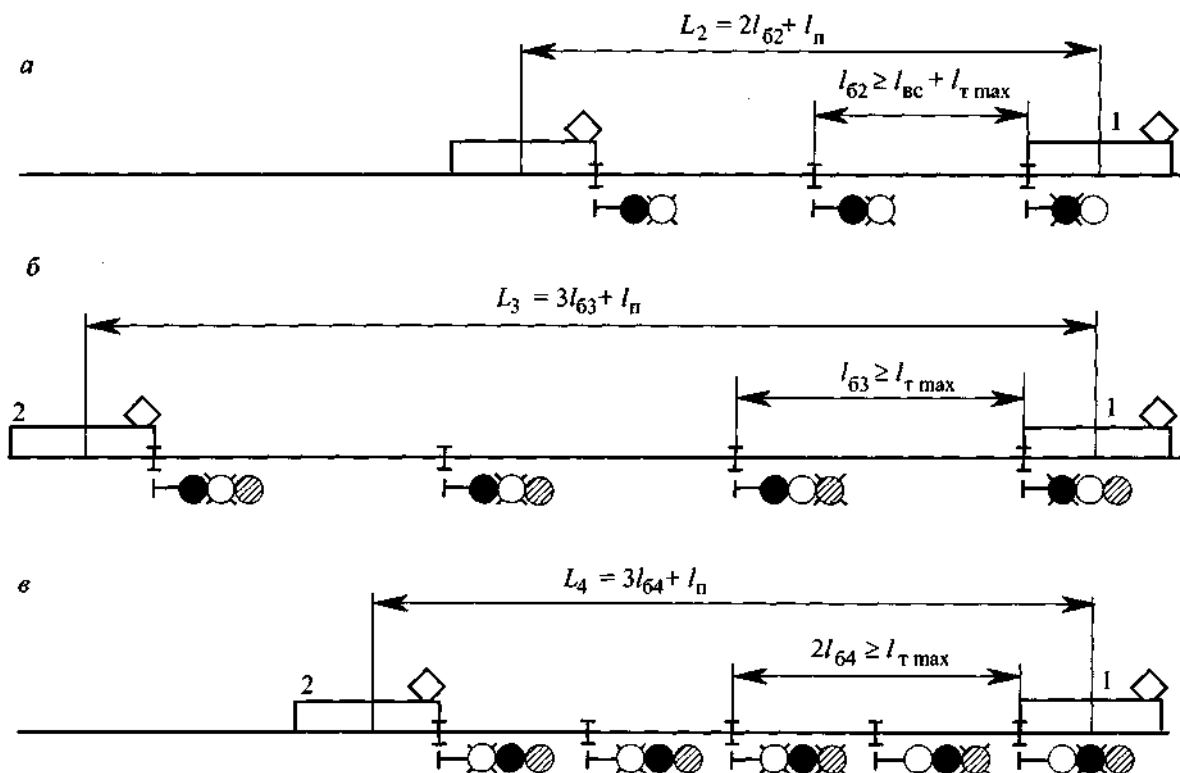 а
L₂ = 2l_б2 + l_п
l_б2 ≥ l_вс + l_т max
1
б
L₃ = 3l_б3 + l_п
l_б3 ≥ l_т max
2
1
в
L₄ = 3l_б4 + l_п
2l_б4 ≥ l_т max
2
1